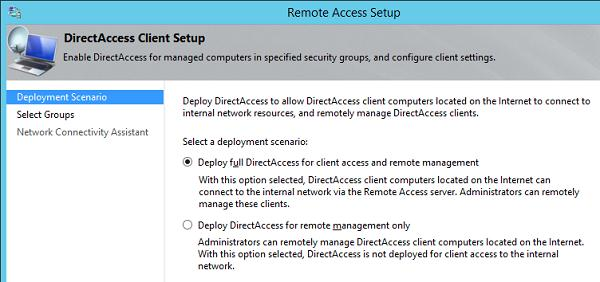 Remote Access Setup
DirectAccess Client Setup
Enable DirectAccess for managed computers in specified security groups, and configure client settings.
Deployment Scenario
Select Groups
Network Connectivity Assistant
Deploy DirectAccess to allow DirectAccess client computers located on the Internet to connect to
internal network resources, and remotely manage DirectAccess clients.
Select a deployment scenario:
Deploy full DirectAccess for client access and remote management
With this option selected, DirectAccess client computers located on the Internet can
connect to the internal network via the Remote Access server. Administrators can remotely
manage these clients.
Deploy DirectAccess for remote management only
Administrators can remotely manage DirectAccess client computers located on the Internet.
With this option selected, DirectAccess is not deployed for client access to the internal
network.